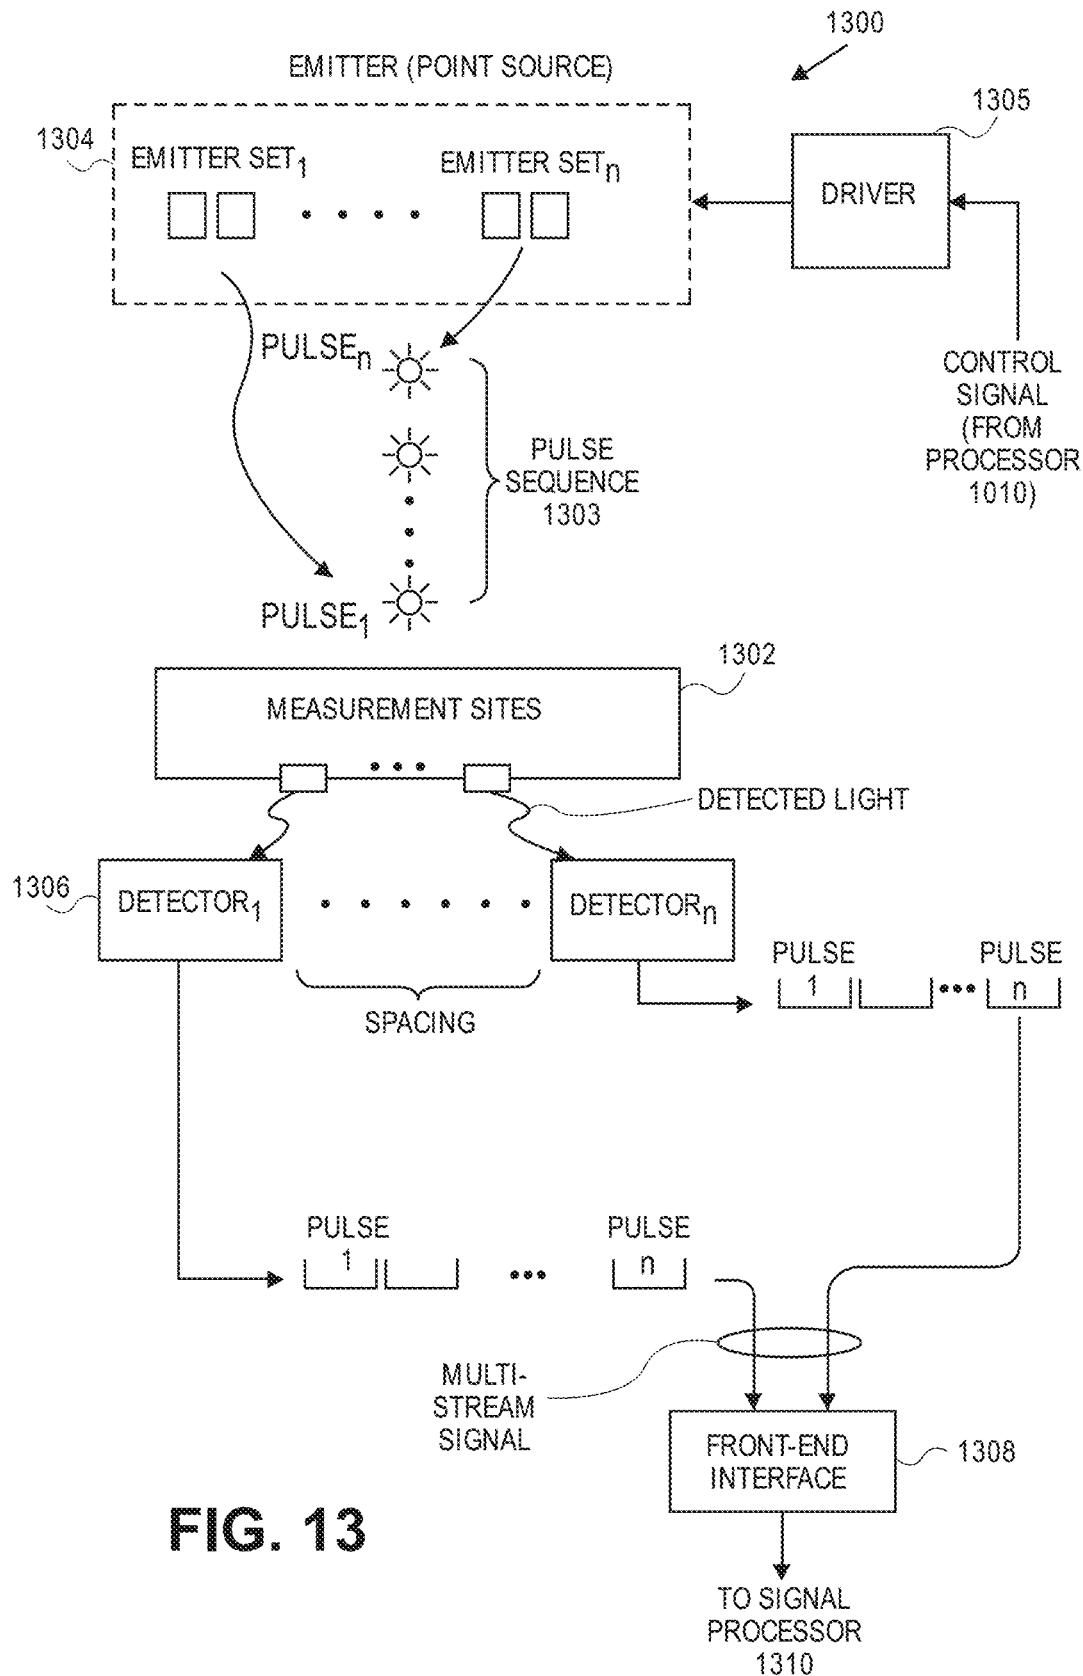 1300
EMITTER (POINT SOURCE)
1304
1305
EMITTER SET1
EMITTER SETn
DRIVER
PULSEn
CONTROL
SIGNAL
(FROM
PROCESSOR
1010)
PULSE
SEQUENCE
1303
PULSE1
1302
MEASUREMENT SITES
DETECTED LIGHT
1306
DETECTOR1
DETECTORn
PULSE
1
PULSE
n
SPACING
PULSE
1
PULSE
n
MULTI-
STREAM
SIGNAL
FRONT-END
INTERFACE
1308
FIG. 13
TO SIGNAL
PROCESSOR
1310